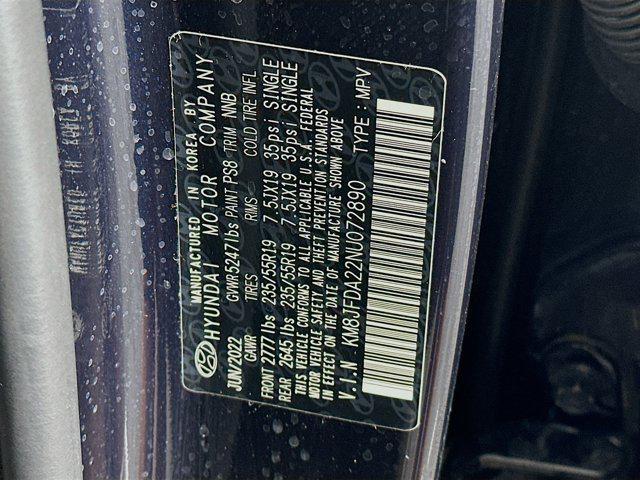 MANUFACTURED IN KOREA BY
HYUNDAI MOTOR COMPANY
JUN/2022 GVWR 5247lbs PAINT PS8 TRIM NNB
GAWR TIRES RIMS COLD TIRE INFL
FRONT 2777 lbs 235/55R19 7.5JX19 35psi SINGLE
REAR 2645 lbs 235/55R19 7.5JX19 35psi SINGLE
THIS VEHICLE CONFORMS TO ALL APPLICABLE U.S.A. FEDERAL
MOTOR VEHICLE SAFETY AND THEFT PREVENTION STANDARDS
IN EFFECT ON THE DATE OF MANUFACTURE SHOWN ABOVE
V.I.N : KM8JFDA22NU072890 TYPE : MPV